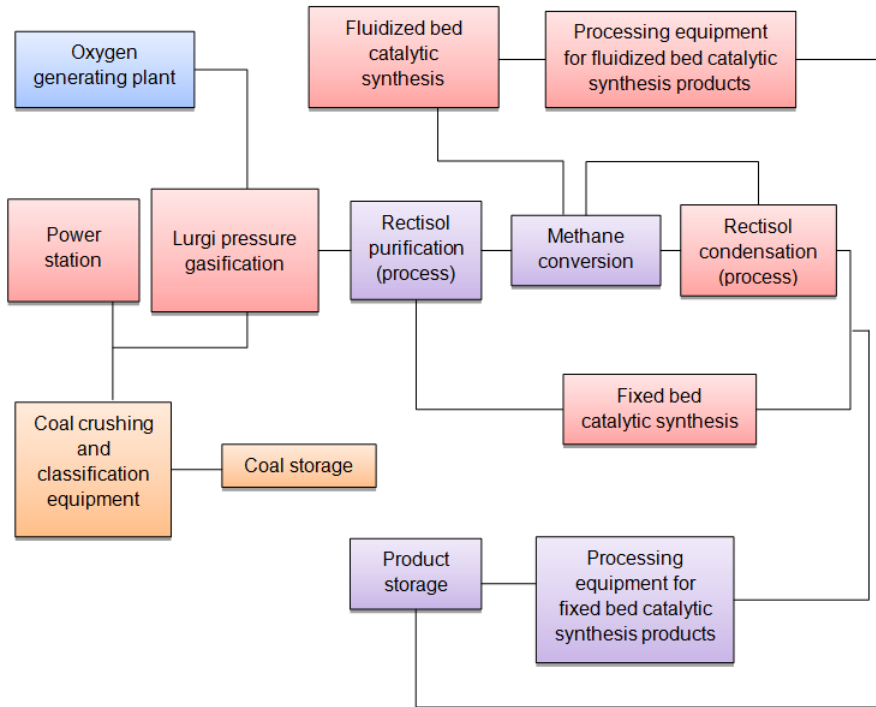 Oxygen
generating plant
Fluidized bed
catalytic
synthesis
Processing equipment
for fluidized bed catalytic
synthesis products
Power
station
Lurgi pressure
gasification
Rectisol
purification
(process)
Methane
conversion
Rectisol
condensation
(process)
Fixed bed
catalytic synthesis
Coal crushing
and
classification
equipment
Coal storage
Product
storage
Processing
equipment for
fixed bed catalytic
synthesis products